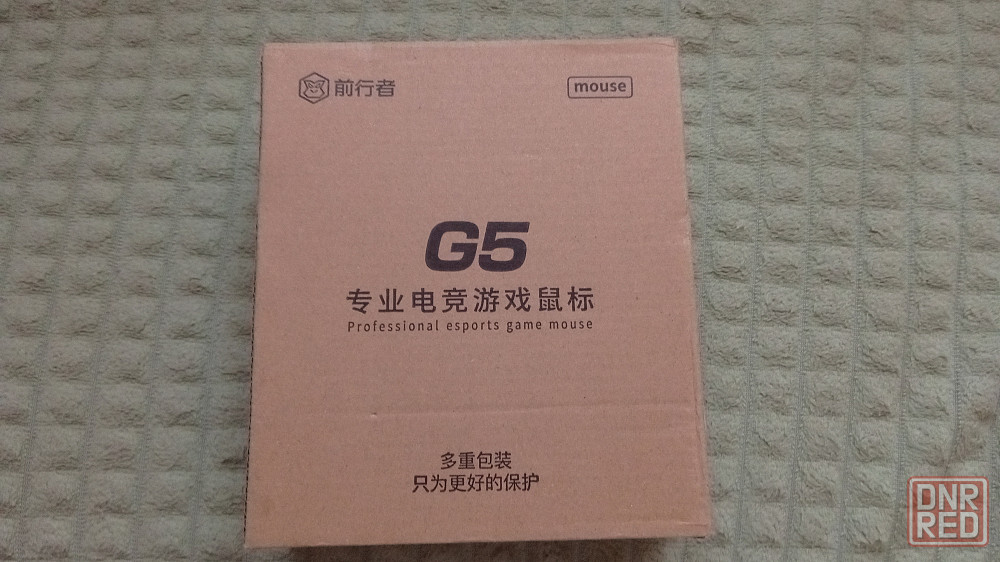 前行者
mouse
G5
专业电竞游戏鼠标
Professional esports game mouse
多重包装
只为更好的保护
DNR
RED